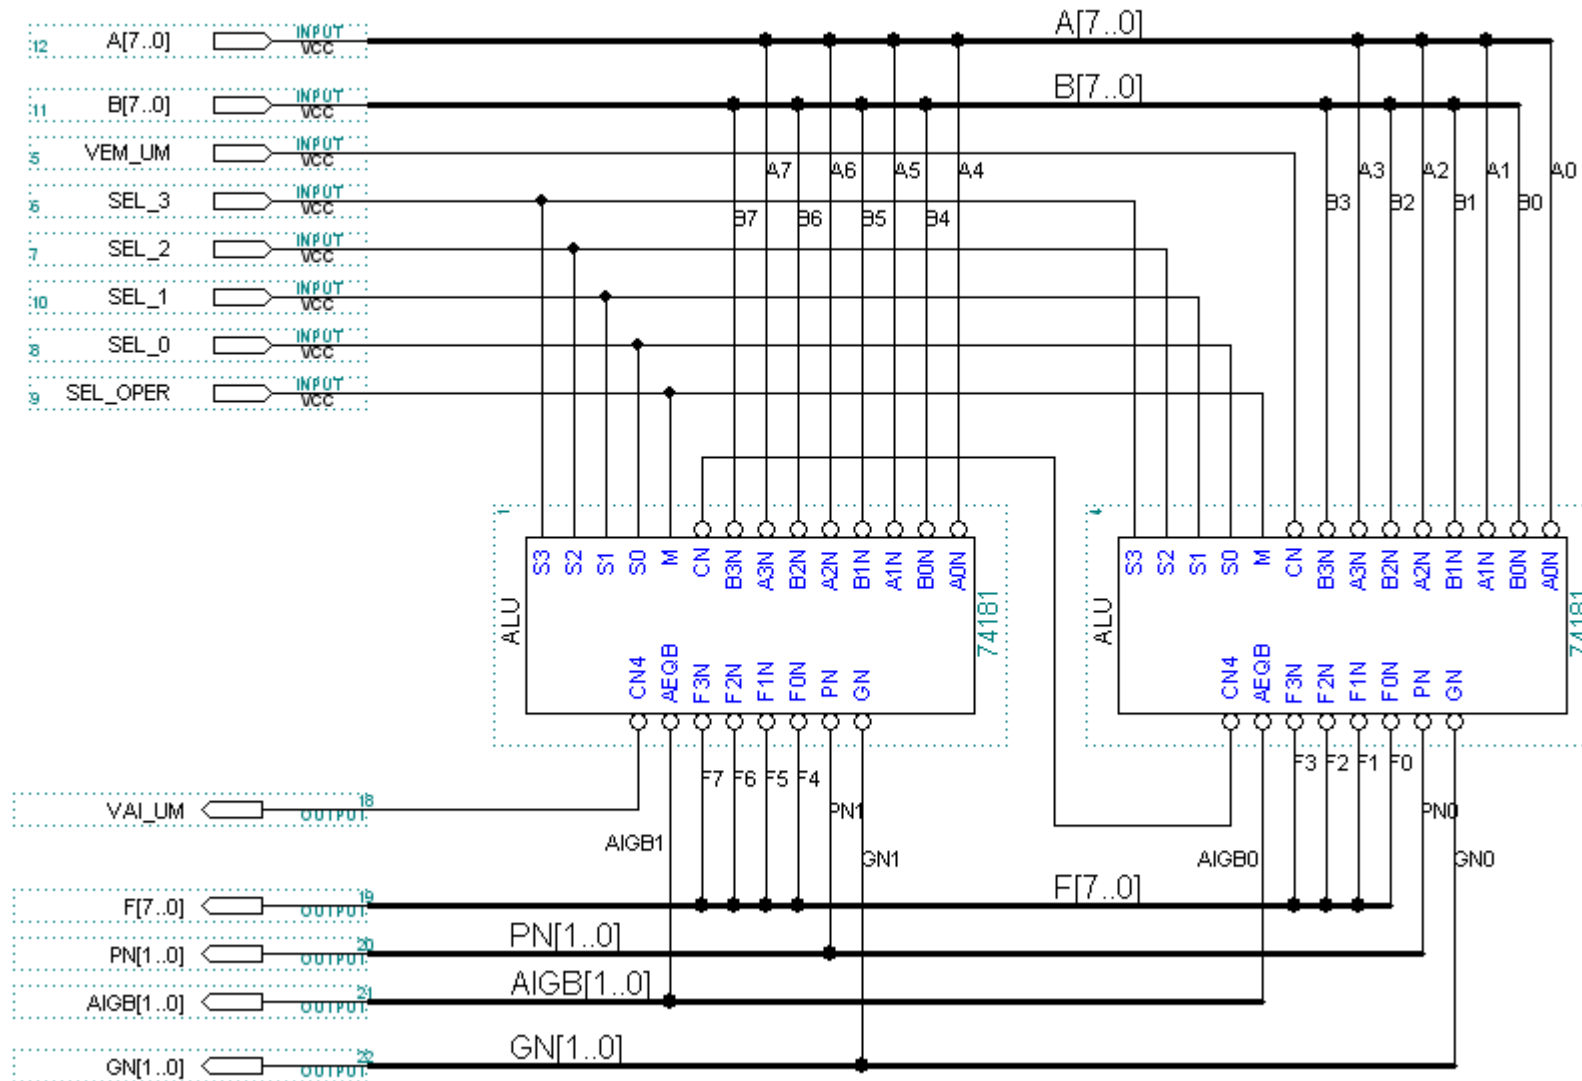 12 A[7..0] INPUT VCC A[7..0]
11 B[7..0] INPUT VCC B[7..0]
5 VEM_UM INPUT VCC
A7 A6 A5 A4 A3 A2 A1 A0
6 SEL_3 INPUT VCC
B7 B6 B5 B4 B3 B2 B1 B0
7 SEL_2 INPUT VCC
10 SEL_1 INPUT VCC
8 SEL_0 INPUT VCC
9 SEL_OPER INPUT VCC
1
S3 S2 S1 S0 M CN B3N A3N B2N A2N B1N A1N B0N A0N
ALU
74181
CN4 AEQB F3N F2N F1N F0N PN GN
4
S3 S2 S1 S0 M CN B3N A3N B2N A2N B1N A1N B0N A0N
ALU
74181
CN4 AEQB F3N F2N F1N F0N PN GN
F7 F6 F5 F4 F3 F2 F1 F0
VAI_UM 18 OUTPUT PN1 PN0
AIGB1 GN1 AIGB0 GN0
F[7..0] 19 OUTPUT F[7..0]
PN[1..0] 20 OUTPUT PN[1..0]
AIGB[1..0] 21 OUTPUT AIGB[1..0]
GN[1..0] 22 OUTPUT GN[1..0]